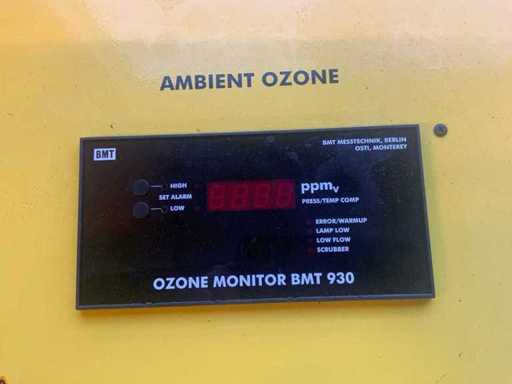 AMBIENT OZONE
BMT
BMT MESSTECHNIK, BERLIN
OSTI, MONTEREY
HIGH
SET ALARM
LOW
ppmv
PRESS/TEMP COMP
ERROR/WARMUP
LAMP LOW
LOW FLOW
SCRUBBER
OZONE MONITOR BMT 930